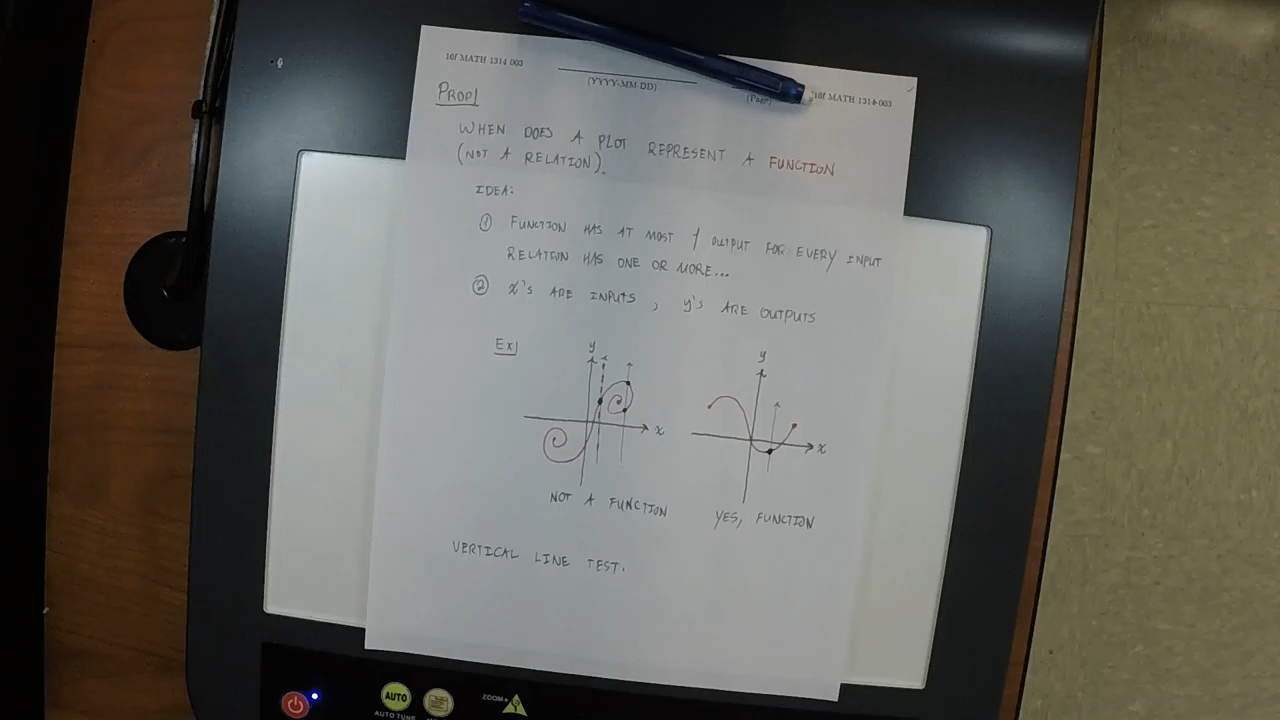 10f MATH 1314 003
(YYYY-MM-DD)
(Page)
10f MATH 1314-003
PROP1
WHEN DOES A PLOT REPRESENT A FUNCTION
(NOT A RELATION).
IDEA:
① FUNCTION HAS AT MOST 1 OUTPUT FOR EVERY INPUT
RELATION HAS ONE OR MORE...
② x's ARE INPUTS, y's ARE OUTPUTS
Ex1
y
x
y
x
NOT A FUNCTION
YES, FUNCTION
VERTICAL LINE TEST.
AUTO
AUTO TUNE
ZOOM+